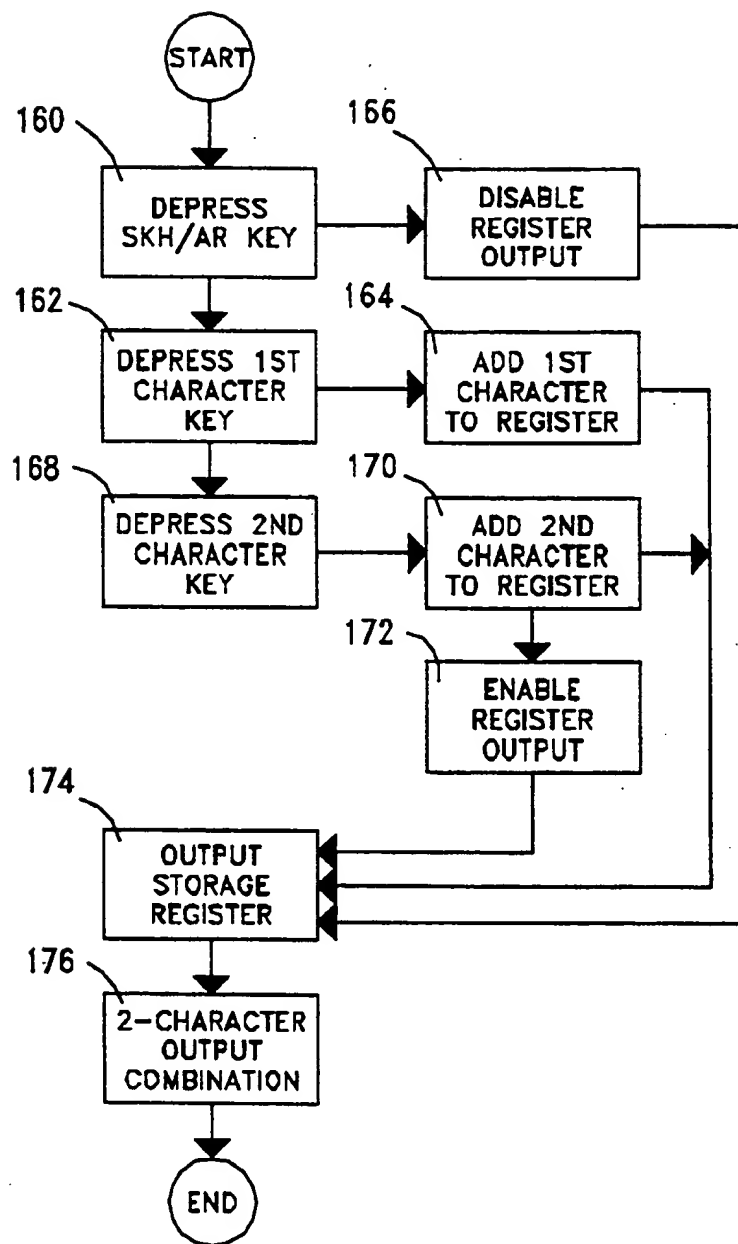 START
160
DEPRESS
SKH/AR KEY
166
DISABLE
REGISTER
OUTPUT
162
DEPRESS 1ST
CHARACTER
KEY
164
ADD 1ST
CHARACTER
TO REGISTER
168
DEPRESS 2ND
CHARACTER
KEY
170
ADD 2ND
CHARACTER
TO REGISTER
172
ENABLE
REGISTER
OUTPUT
174
OUTPUT
STORAGE
REGISTER
176
2-CHARACTER
OUTPUT
COMBINATION
END